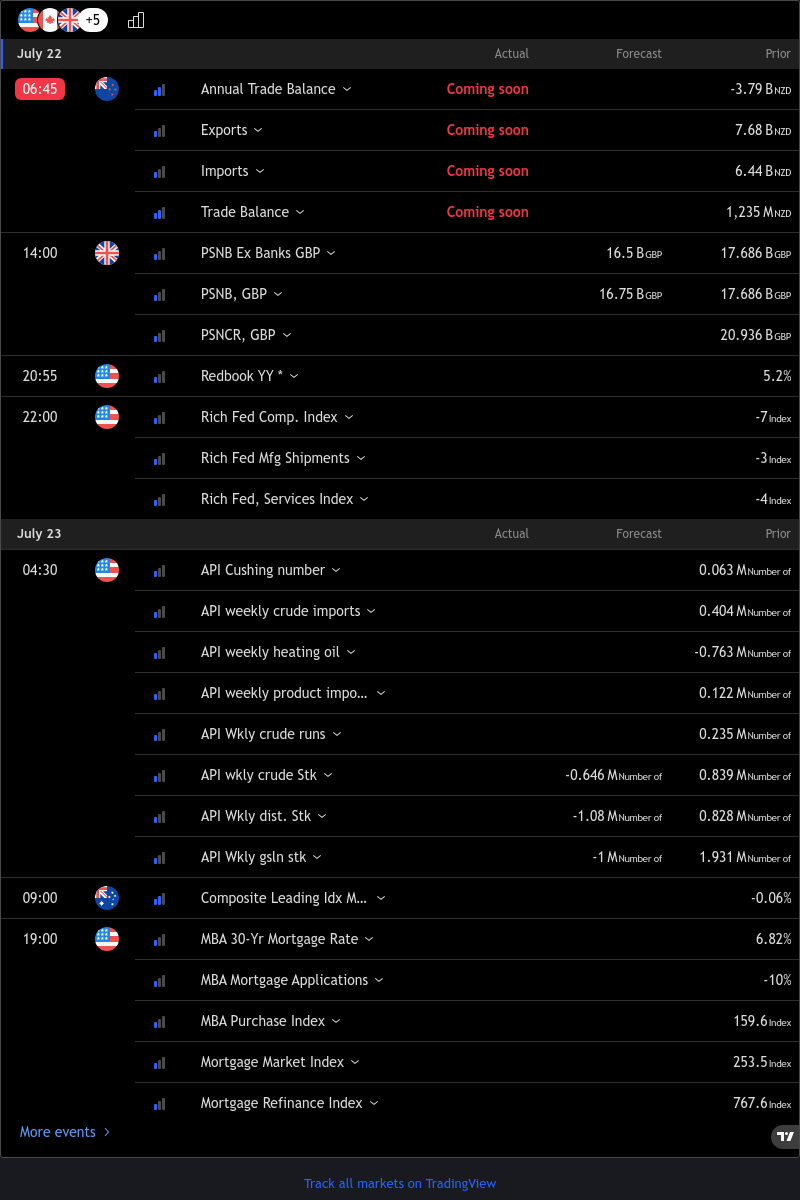 +5
July 22 Actual Forecast Prior
06:45 Annual Trade Balance Coming soon -3.79 B NZD
Exports Coming soon 7.68 B NZD
Imports Coming soon 6.44 B NZD
Trade Balance Coming soon 1,235 M NZD
14:00 PSNB Ex Banks GBP 16.5 B GBP 17.686 B GBP
PSNB, GBP 16.75 B GBP 17.686 B GBP
PSNCR, GBP 20.936 B GBP
20:55 Redbook YY * 5.2%
22:00 Rich Fed Comp. Index -7 Index
Rich Fed Mfg Shipments -3 Index
Rich Fed, Services Index -4 Index
July 23 Actual Forecast Prior
04:30 API Cushing number 0.063 M Number of
API weekly crude imports 0.404 M Number of
API weekly heating oil -0.763 M Number of
API weekly product impo... 0.122 M Number of
API Wkly crude runs 0.235 M Number of
API wkly crude Stk -0.646 M Number of 0.839 M Number of
API Wkly dist. Stk -1.08 M Number of 0.828 M Number of
API Wkly gsln stk -1 M Number of 1.931 M Number of
09:00 Composite Leading Idx M... -0.06%
19:00 MBA 30-Yr Mortgage Rate 6.82%
MBA Mortgage Applications -10%
MBA Purchase Index 159.6 Index
Mortgage Market Index 253.5 Index
Mortgage Refinance Index 767.6 Index
More events
Track all markets on TradingView